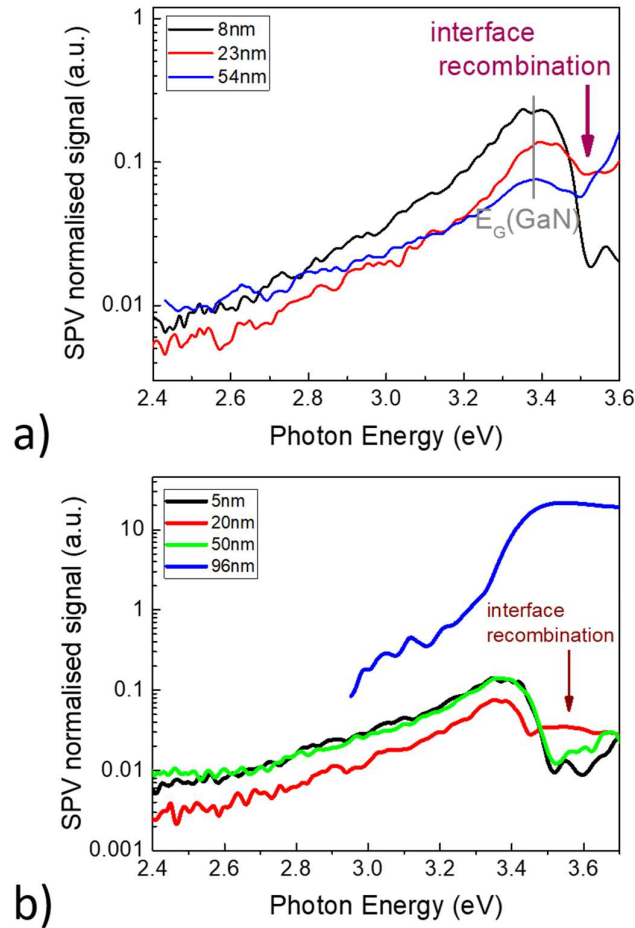 1
0.1
0.01
SPV normalised signal (a.u.)
8nm
23nm
54nm
interface
recombination
E_G(GaN)
2.4 2.6 2.8 3.0 3.2 3.4 3.6
Photon Energy (eV)
a)
10
1
0.1
0.01
0.001
SPV normalised signal (a.u.)
5nm
20nm
50nm
96nm
interface
recombination
2.4 2.6 2.8 3.0 3.2 3.4 3.6
Photon Energy (eV)
b)